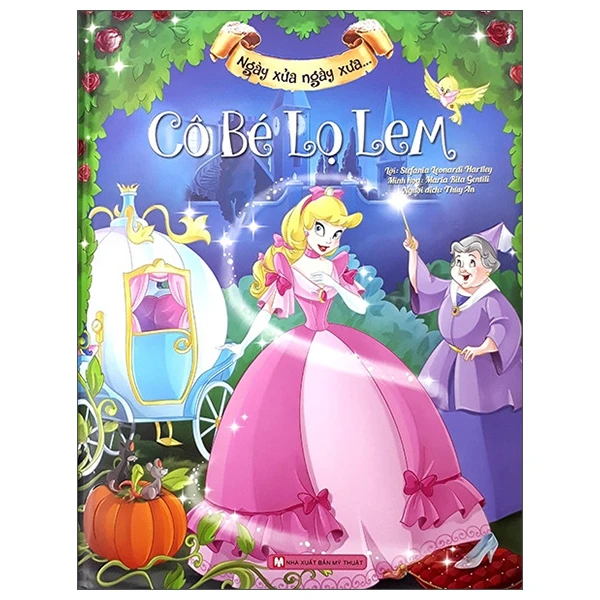 Ngày xửa ngày xưa...
CÔ BÉ LỌ LEM
Lời: Stefania Leonardi Hartley
Minh họa: Maria Rita Gentili
Người dịch: Thùy An
NHÀ XUẤT BẢN MỸ THUẬT